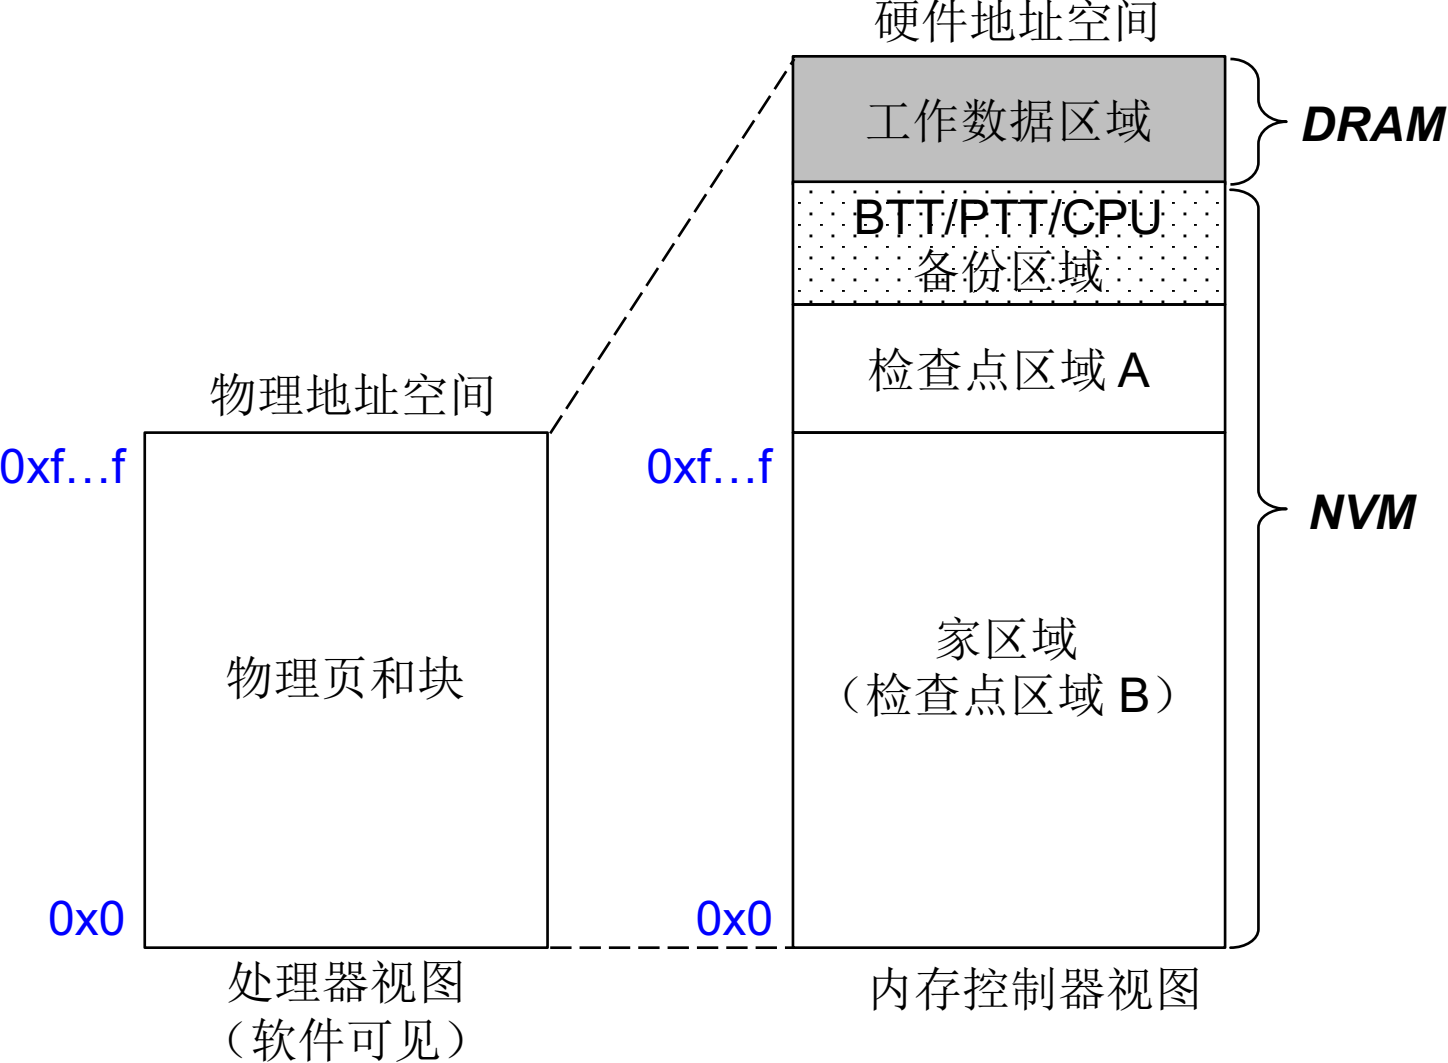 硬件地址空间
工作数据区域
DRAM
BTT/PTT/CPU
备份区域
检查点区域 A
物理地址空间
0xf…f
0xf…f
NVM
物理页和块
家区域
（检查点区域 B）
0x0
0x0
处理器视图
（软件可见）
内存控制器视图